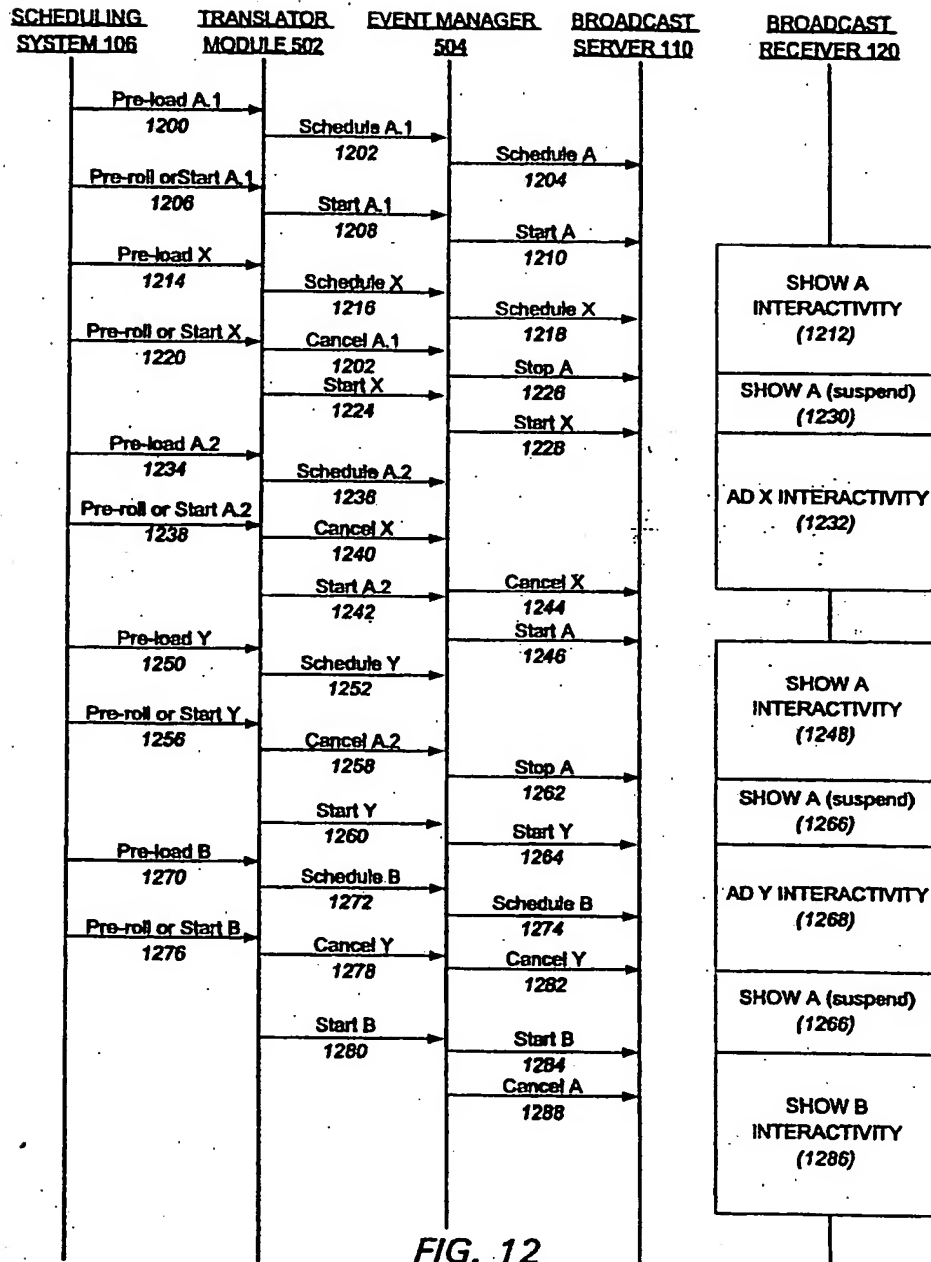 SCHEDULING
SYSTEM 106
TRANSLATOR
MODULE 502
EVENT MANAGER
504
BROADCAST
SERVER 110
BROADCAST
RECEIVER 120
Pre-load A.1
1200
Schedule A.1
1202
Schedule A
1204
Pre-roll orStart A.1
1206
Start A.1
1208
Start A
1210
Pre-load X
1214
Schedule X
1216
Schedule X
1218
SHOW A
INTERACTIVITY
(1212)
Pre-roll or Start X
1220
Cancel A.1
1202
Stop A
1226
Start X
1224
SHOW A (suspend)
(1230)
Start X
1228
Pre-load A.2
1234
Schedule A.2
1236
AD X INTERACTIVITY
(1232)
Pre-roll or Start A.2
1238
Cancel X
1240
Start A.2
1242
Cancel X
1244
Start A
1246
Pre-load Y
1250
Schedule Y
1252
SHOW A
INTERACTIVITY
(1248)
Pre-roll or Start Y
1256
Cancel A.2
1258
Stop A
1262
SHOW A (suspend)
(1266)
Start Y
1260
Start Y
1264
Pre-load B
1270
Schedule B
1272
Schedule B
1274
AD Y INTERACTIVITY
(1268)
Pre-roll or Start B
1276
Cancel Y
1278
Cancel Y
1282
SHOW A (suspend)
(1266)
Start B
1280
Start B
1284
Cancel A
1288
SHOW B
INTERACTIVITY
(1286)
FIG. 12